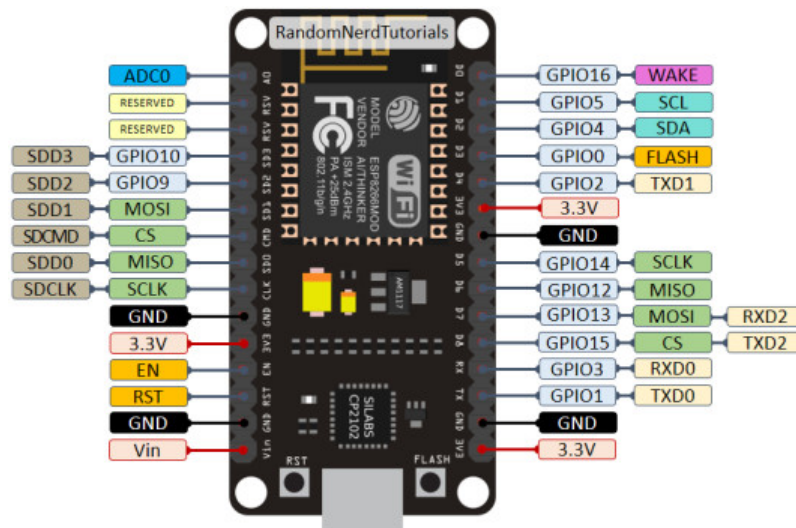 RandomNerdTutorials
ADC0
RESERVED
RESERVED
SDD3 GPIO10
SDD2 GPIO9
SDD1 MOSI
SDCMD CS
SDD0 MISO
SDCLK SCLK
GND
3.3V
EN
RST
GND
Vin
A0
RSV
RSV
SD3
SD2
SD1
CMD
SD0
CLK
GND
3V3
EN
RST
GND
Vin
MODEL
VENDOR
ESP8266MOD
AI/THINKER
ISM 2.4GHz
PA +25dBm
802.11b/g/n
FC
Wi Fi
AM1117
SiLABS
CP2102
RST
FLASH
D0
D1
D2
D3
D4
3V3
GND
D5
D6
D7
D8
RX
TX
GND
3V3
GPIO16 WAKE
GPIO5 SCL
GPIO4 SDA
GPIO0 FLASH
GPIO2 TXD1
3.3V
GND
GPIO14 SCLK
GPIO12 MISO
GPIO13 MOSI RXD2
GPIO15 CS TXD2
GPIO3 RXD0
GPIO1 TXD0
GND
3.3V